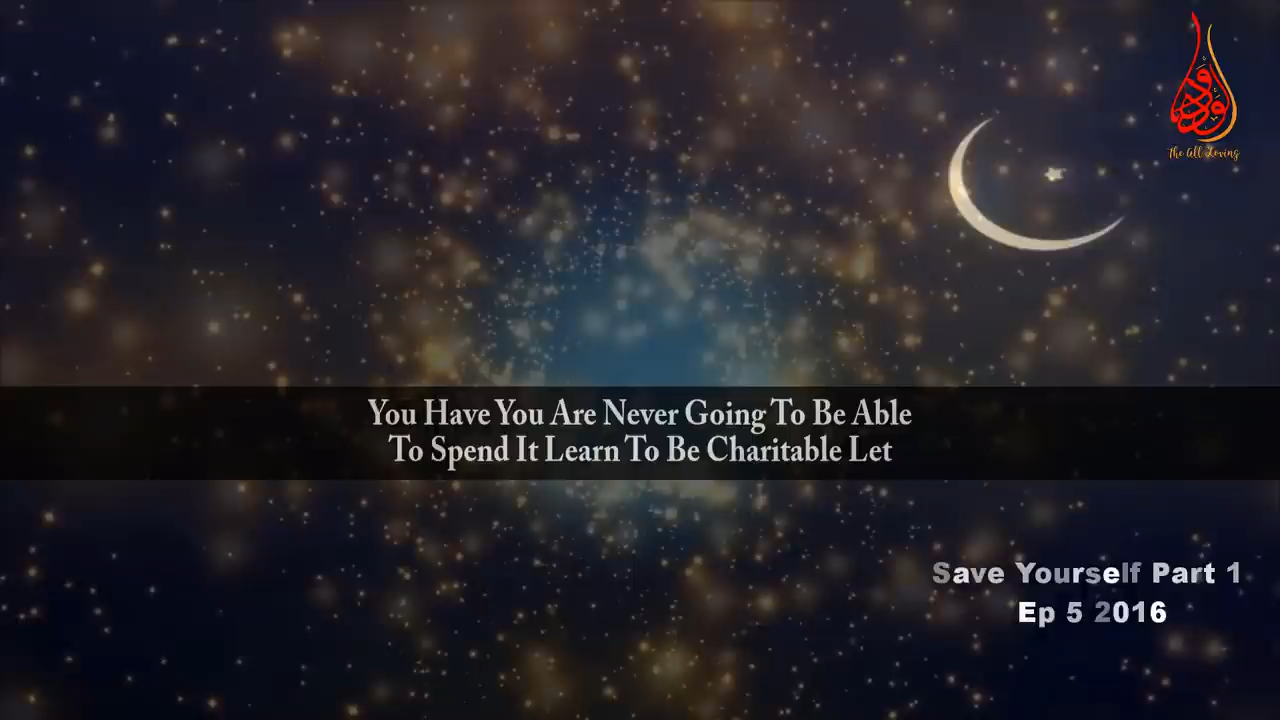 الودود
The All Loving
You Have You Are Never Going To Be Able
To Spend It Learn To Be Charitable Let
Save Yourself Part 1
Ep 5 2016